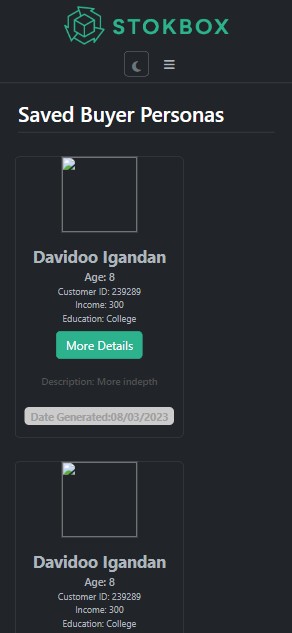 STOKBOX
Saved Buyer Personas
Davidoo Igandan
Age: 8
Customer ID: 239289
Income: 300
Education: College
More Details
Description: More indepth
Date Generated:08/03/2023
Davidoo Igandan
Age: 8
Customer ID: 239289
Income: 300
Education: College